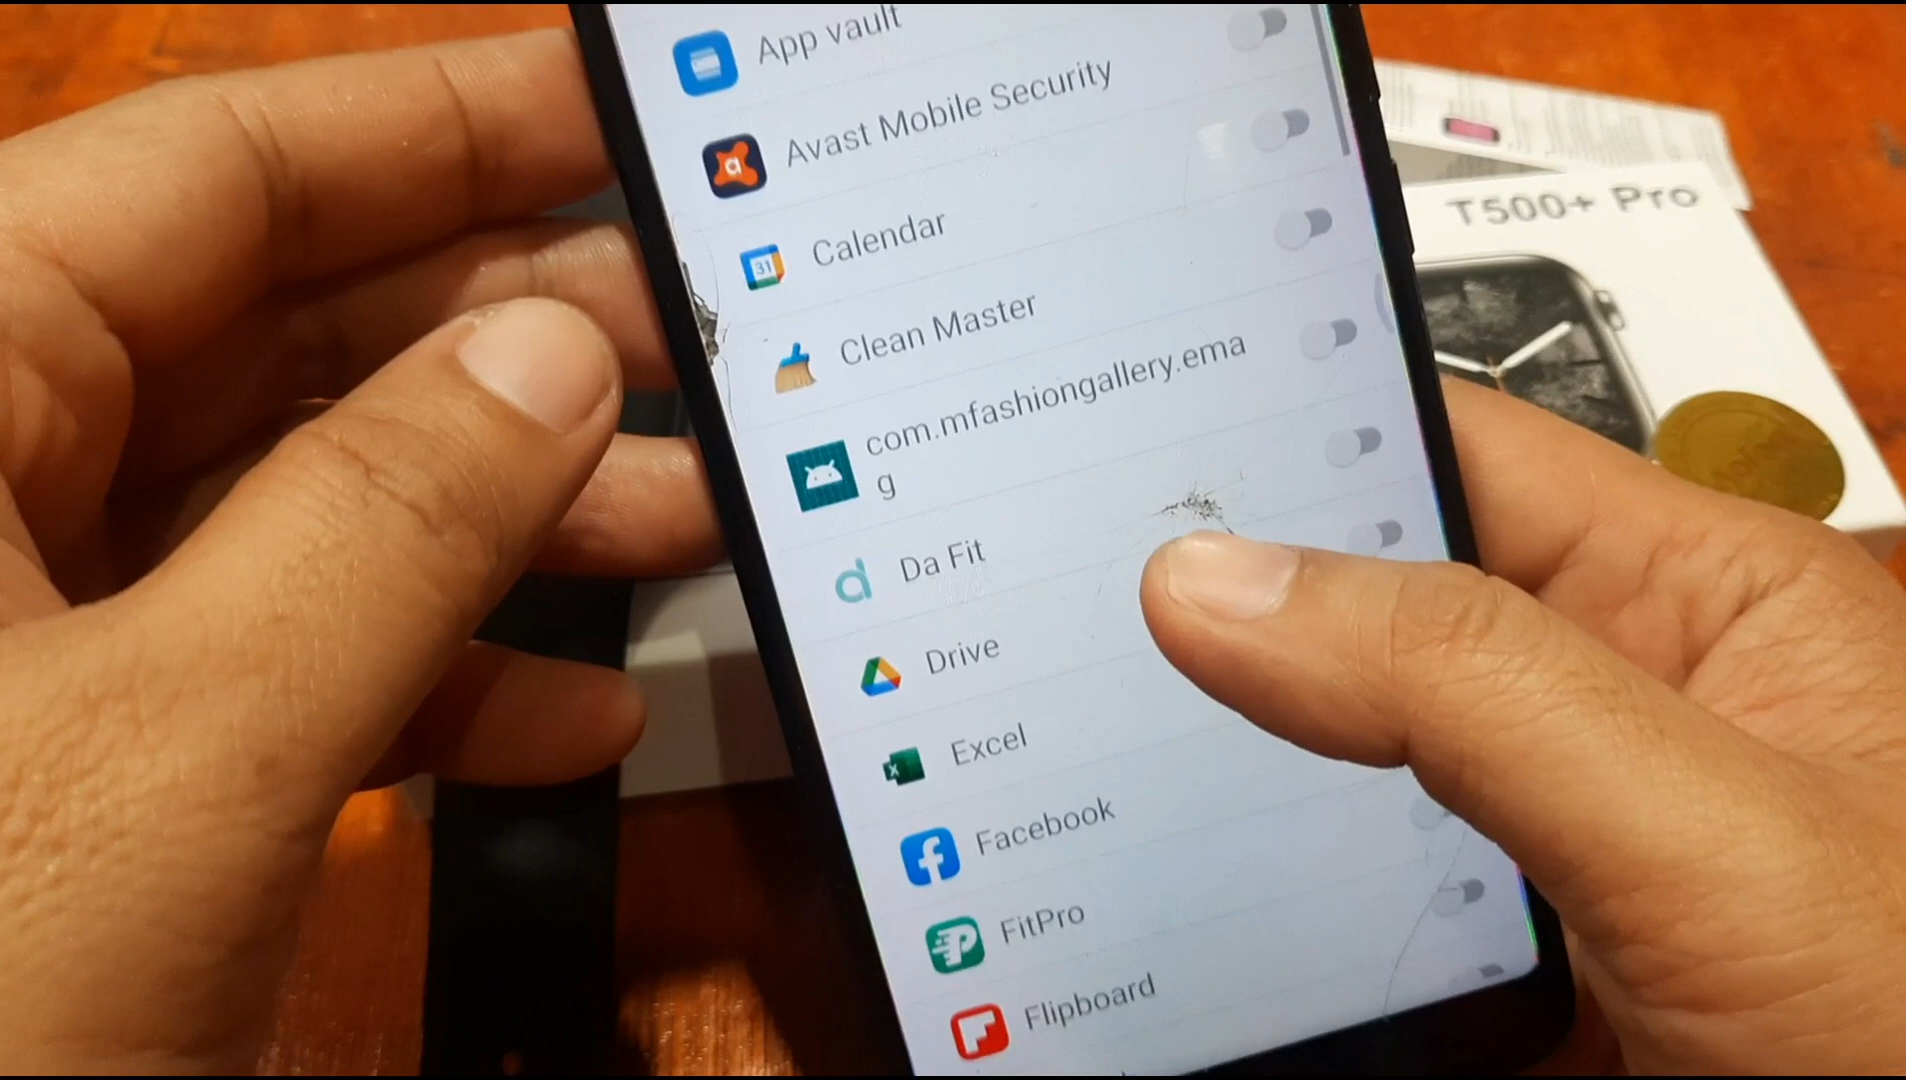 App vault
Avast Mobile Security
Calendar
31
Clean Master
com.mfashiongallery.ema
g
Da Fit
Drive
Excel
Facebook
FitPro
Flipboard
T500+ Pro